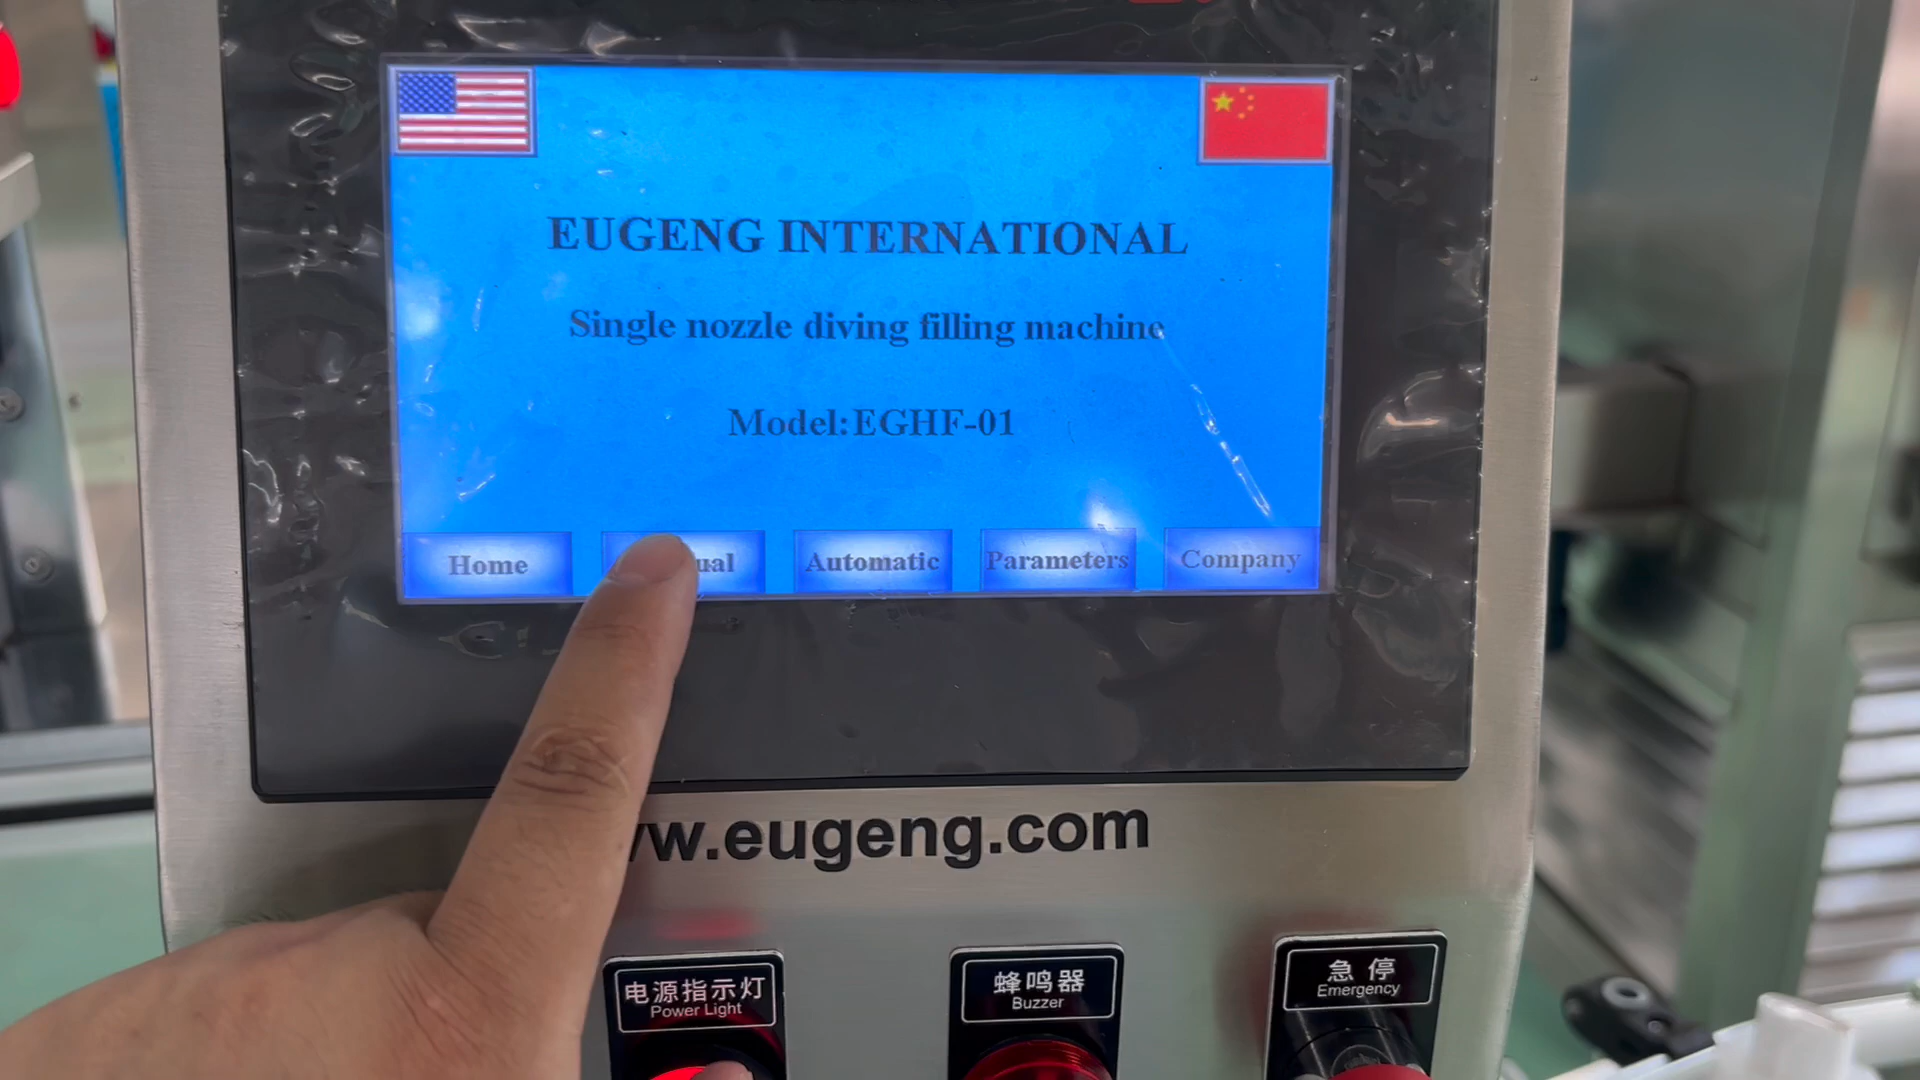 EUGENG INTERNATIONAL
Single nozzle diving filling machine
Model:EGHF-01
Home
Automatic
Parameters
Company
www.eugeng.com
电源指示灯
Power Light
蜂鸣器
Buzzer
急停
Emergency